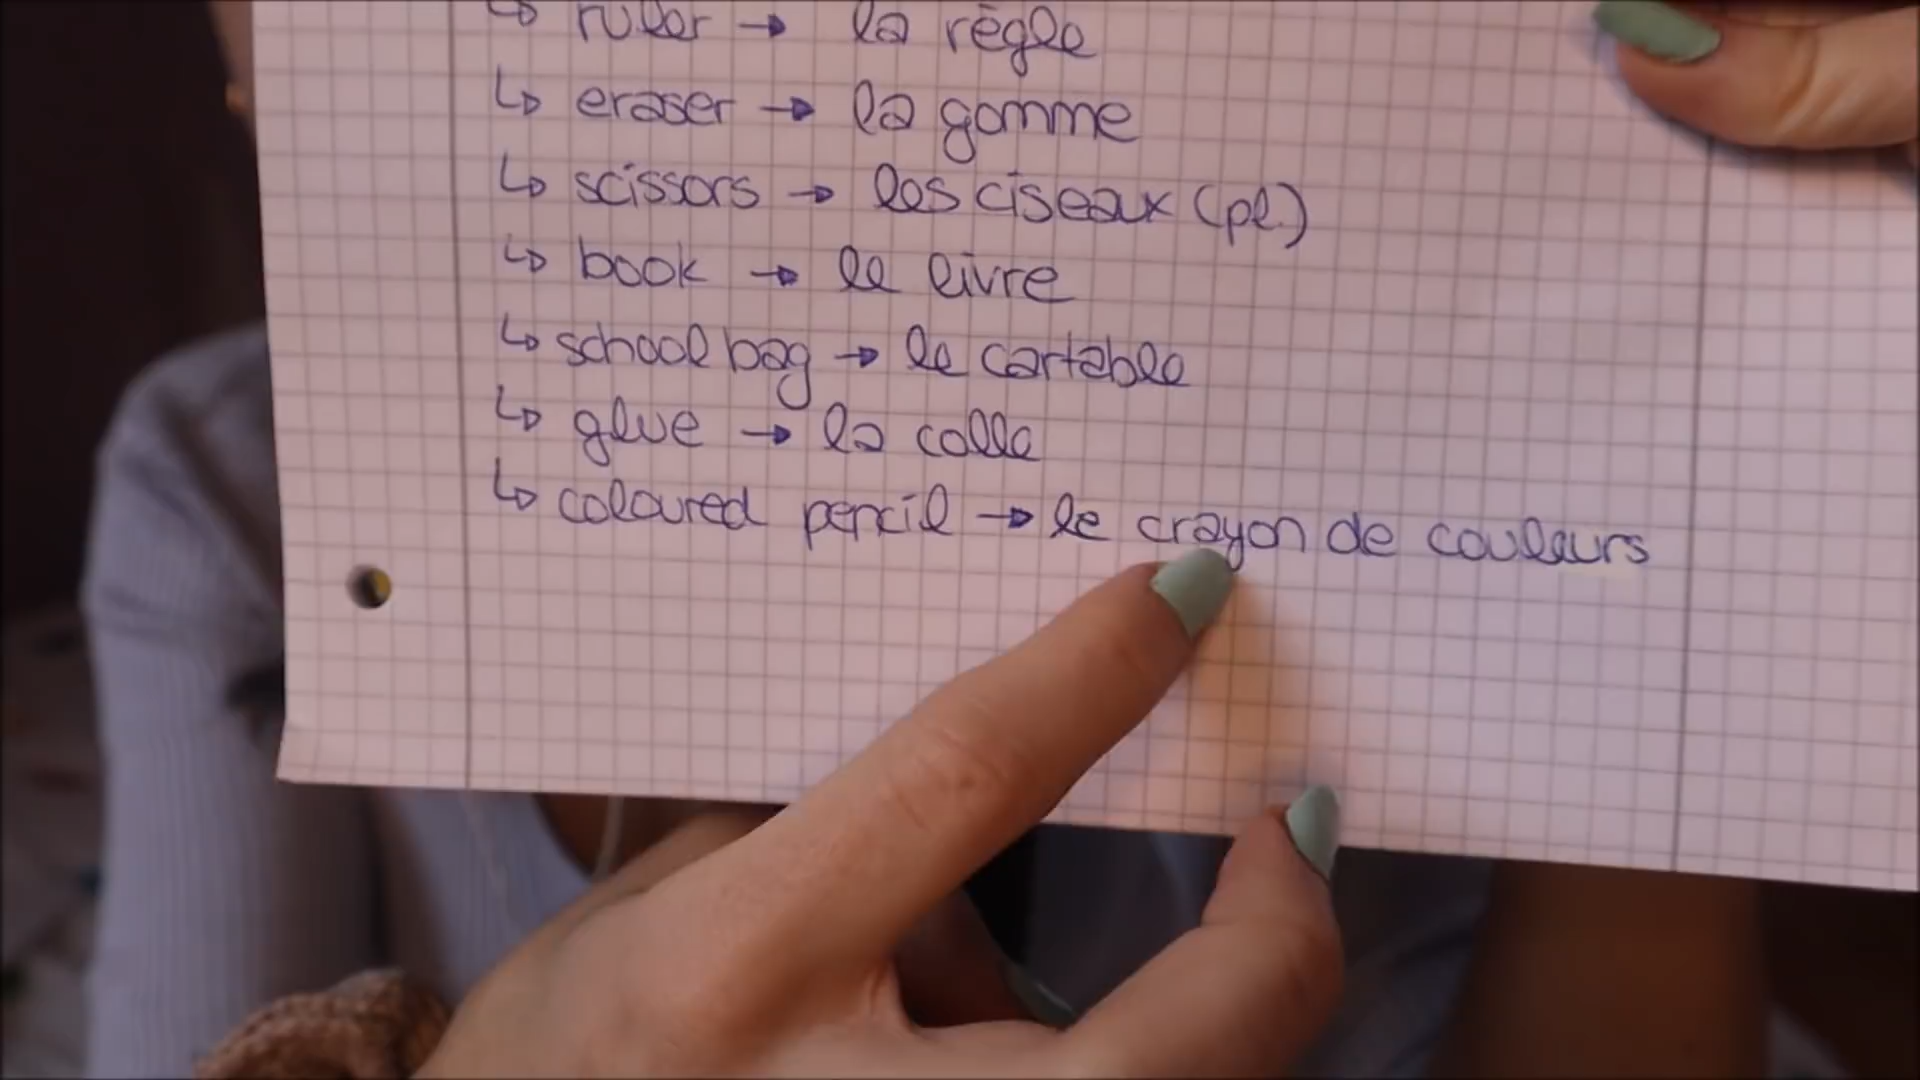 ↳ ruler → la règle
↳ eraser → la gomme
↳ scissors → les ciseaux (pl.)
↳ book → le livre
↳ school bag → le cartable
↳ glue → la colle
↳ coloured pencil → le crayon de couleurs